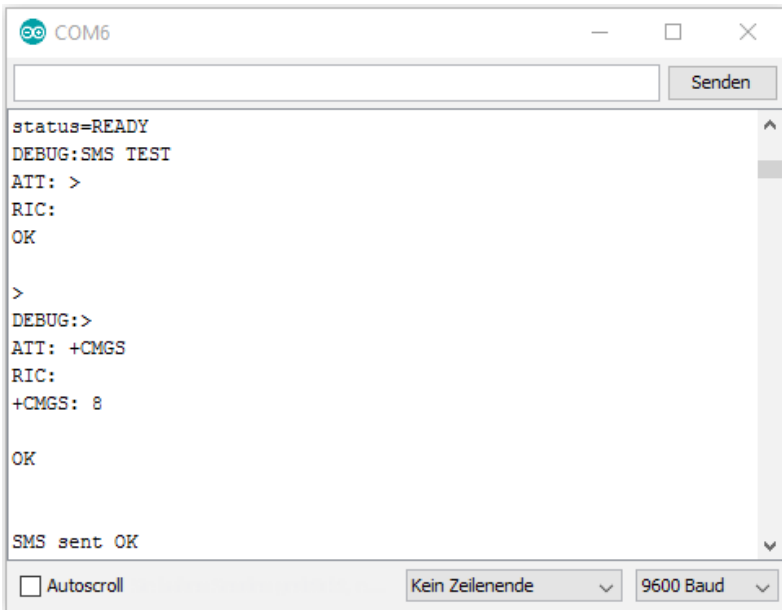 COM6
Senden
status=READY
DEBUG:SMS TEST
ATT: >
RIC:
OK
>
DEBUG:>
ATT: +CMGS
RIC:
+CMGS: 8
OK
SMS sent OK
Autoscroll
Kein Zeilenende
9600 Baud